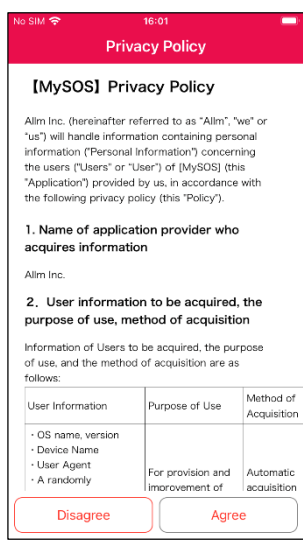 No SIM 16:01
Privacy Policy
【MySOS】Privacy Policy
Allm Inc. (hereinafter referred to as "Allm", "we" or
"us") will handle information containing personal
information ("Personal Information") concerning
the users ("Users" or "User") of [MySOS] (this
"Application") provided by us, in accordance with
the following privacy policy (this "Policy").
1. Name of application provider who
acquires information
Allm Inc.
2．User information to be acquired, the
purpose of use, method of acquisition
Information of Users to be acquired, the purpose
of use, and the method of acquisition are as
follows:
User Information
Purpose of Use
Method of
Acquisition
・OS name, version
・Device Name
・User Agent
・A randomly
For provision and
improvement of
Automatic
acquisition
Disagree
Agree